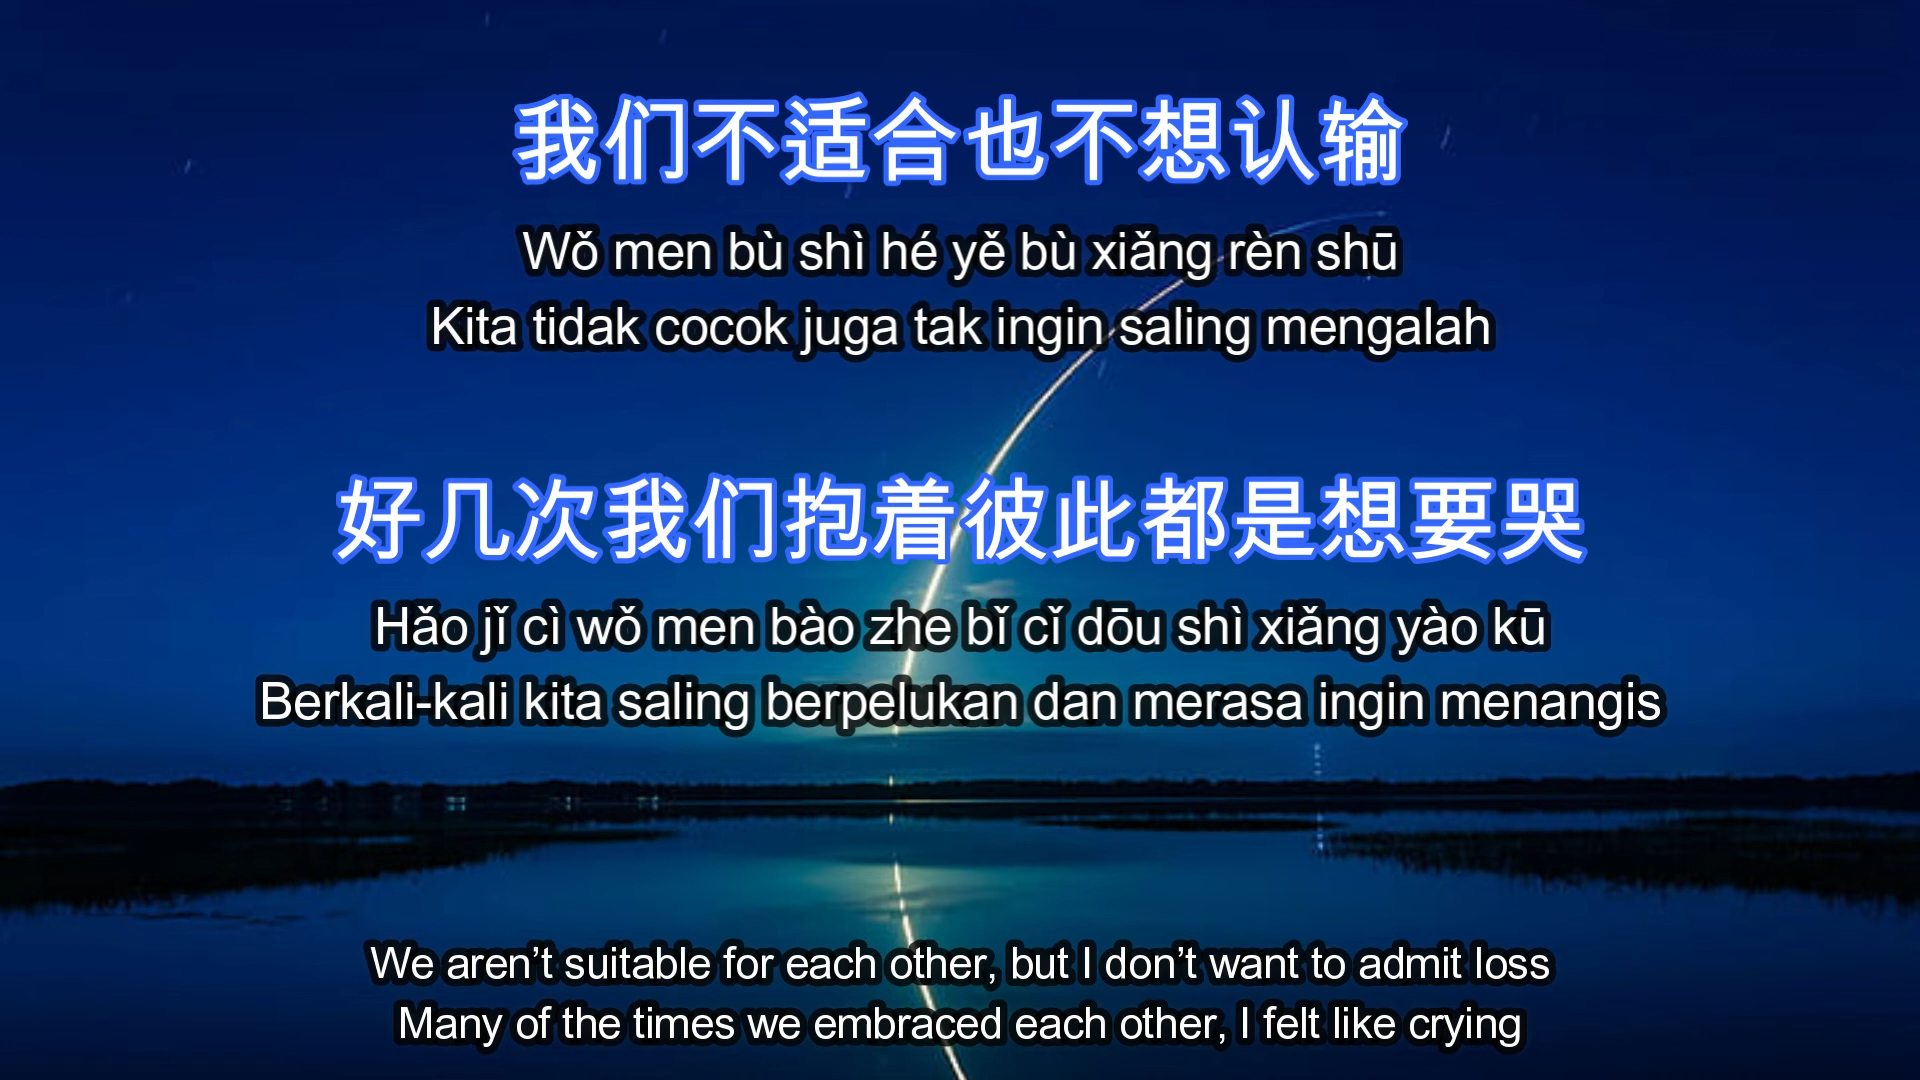 我们不适合也不想认输
Wǒ men bù shì hé yě bù xiǎng rèn shū
Kita tidak cocok juga tak ingin saling mengalah
好几次我们抱着彼此都是想要哭
Hǎo jǐ cì wǒ men bào zhe bǐ cǐ dōu shì xiǎng yào kū
Berkali-kali kita saling berpelukan dan merasa ingin menangis
We aren’t suitable for each other, but I don’t want to admit loss
Many of the times we embraced each other, I felt like crying